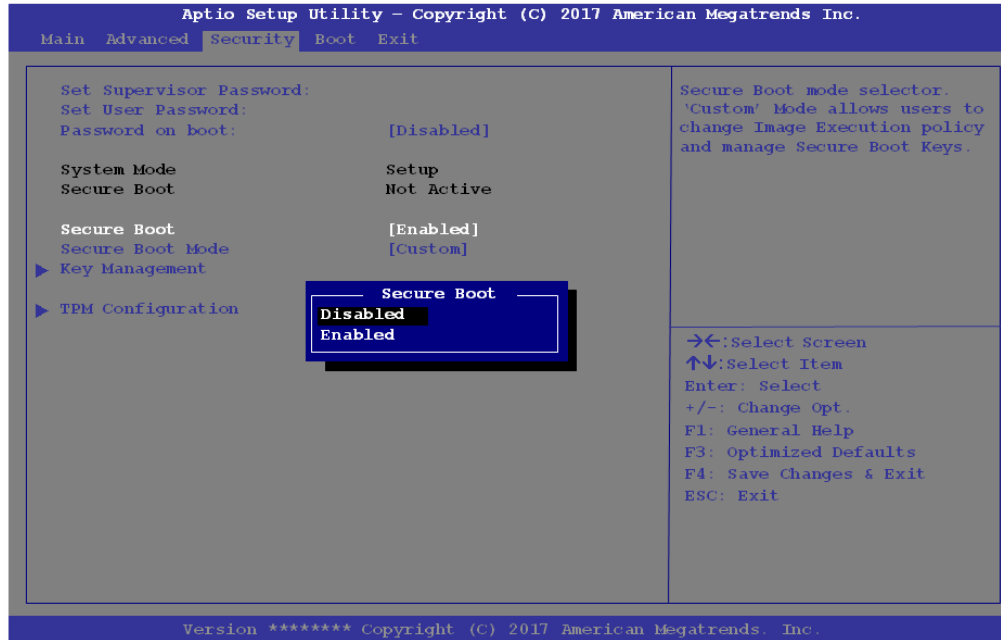 Aptio Setup Utility – Copyright (C) 2017 American Megatrends Inc.
Main Advanced Security Boot Exit
Set Supervisor Password:
Set User Password:
Password on boot: [Disabled]
System Mode Setup
Secure Boot Not Active
Secure Boot [Enabled]
Secure Boot Mode [Custom]
Key Management
TPM Configuration
Secure Boot
Disabled
Enabled
Secure Boot mode selector.
‘Custom’ Mode allows users to
change Image Execution policy
and manage Secure Boot Keys.
→←:Select Screen
↑↓:Select Item
Enter: Select
+/-: Change Opt.
F1: General Help
F3: Optimized Defaults
F4: Save Changes & Exit
ESC: Exit
Version ******** Copyright (C) 2017 American Megatrends. Inc.